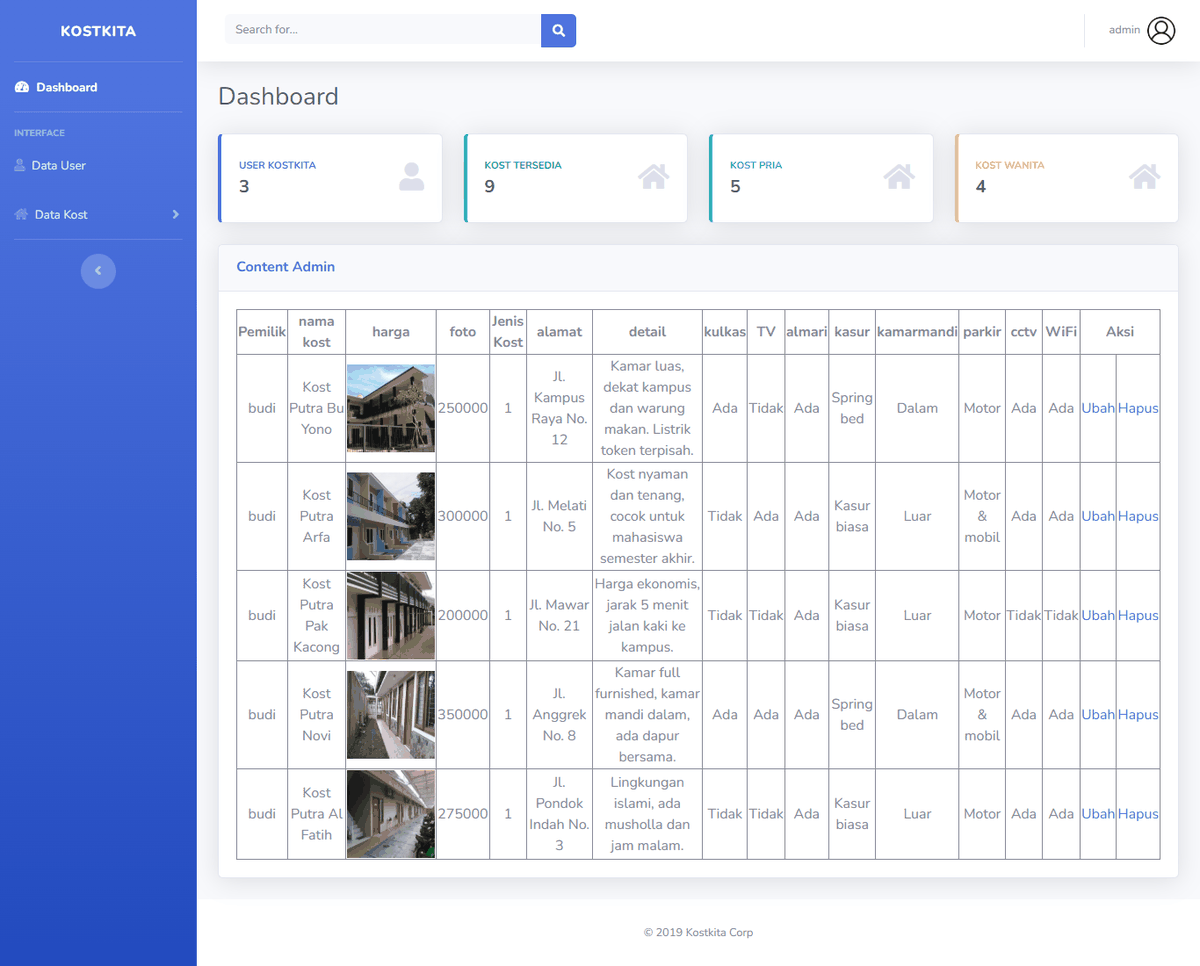 KOSTKITA
Search for...
admin
Dashboard
INTERFACE
Data User
Data Kost
Dashboard
USER KOSTKITA
3
KOST TERSEDIA
9
KOST PRIA
5
KOST WANITA
4
Content Admin
Pemilik nama kost harga foto Jenis Kost alamat detail kulkas TV almari kasur kamarmandi parkir cctv WiFi Aksi
budi Kost Putra Bu Yono 250000 1 Jl. Kampus Raya No. 12 Kamar luas, dekat kampus dan warung makan. Listrik token terpisah. Ada Tidak Ada Spring bed Dalam Motor Ada Ada Ubah Hapus
budi Kost Putra Arfa 300000 1 Jl. Melati No. 5 Kost nyaman dan tenang, cocok untuk mahasiswa semester akhir. Tidak Ada Ada Kasur biasa Luar Motor & mobil Ada Ada Ubah Hapus
budi Kost Putra Pak Kacong 200000 1 Jl. Mawar No. 21 Harga ekonomis, jarak 5 menit jalan kaki ke kampus. Tidak Tidak Ada Kasur biasa Luar Motor Tidak Tidak Ubah Hapus
budi Kost Putra Novi 350000 1 Jl. Anggrek No. 8 Kamar full furnished, kamar mandi dalam, ada dapur bersama. Ada Ada Ada Spring bed Dalam Motor & mobil Ada Ada Ubah Hapus
budi Kost Putra Al Fatih 275000 1 Jl. Pondok Indah No. 3 Lingkungan islami, ada musholla dan jam malam. Tidak Tidak Ada Kasur biasa Luar Motor Ada Ada Ubah Hapus
© 2019 Kostkita Corp